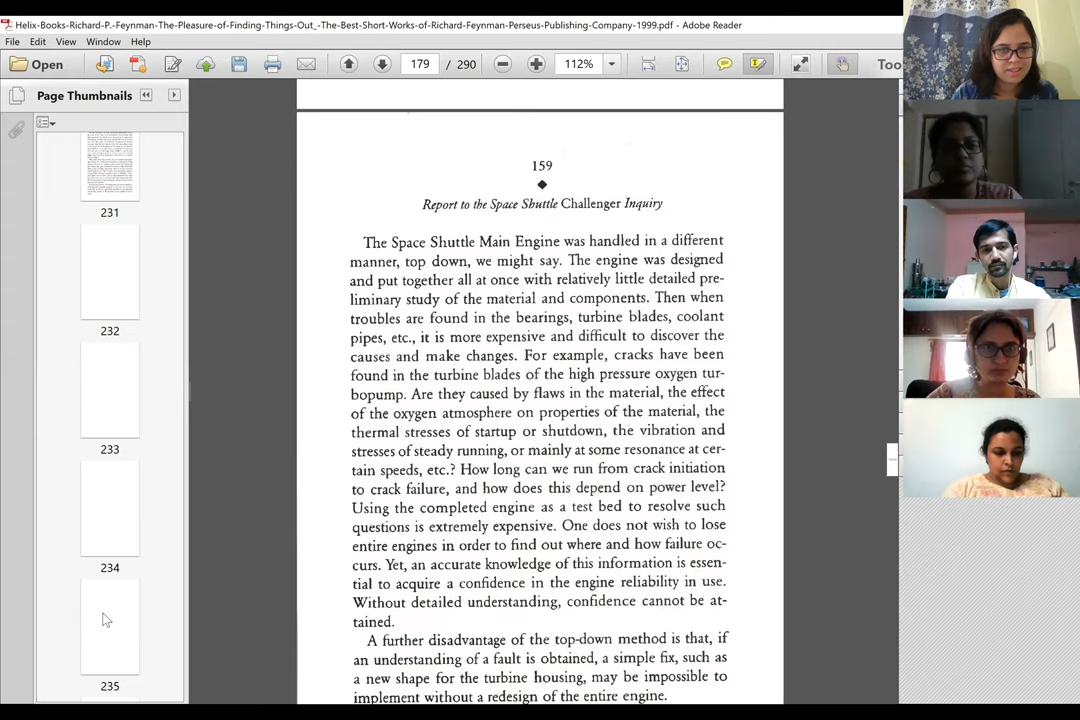 Helix-Books-Richard-P.-Feynman-The-Pleasure-of-Finding-Things-Out_-The-Best-Short-Works-of-Richard-Feynman-Perseus-Publishing-Company-1999.pdf - Adobe Reader
File Edit View Window Help
Open 179 / 290 112% Too
Page Thumbnails
231
232
233
234
235
159
Report to the Space Shuttle Challenger Inquiry
The Space Shuttle Main Engine was handled in a different
manner, top down, we might say. The engine was designed
and put together all at once with relatively little detailed pre-
liminary study of the material and components. Then when
troubles are found in the bearings, turbine blades, coolant
pipes, etc., it is more expensive and difficult to discover the
causes and make changes. For example, cracks have been
found in the turbine blades of the high pressure oxygen tur-
bopump. Are they caused by flaws in the material, the effect
of the oxygen atmosphere on properties of the material, the
thermal stresses of startup or shutdown, the vibration and
stresses of steady running, or mainly at some resonance at cer-
tain speeds, etc.? How long can we run from crack initiation
to crack failure, and how does this depend on power level?
Using the completed engine as a test bed to resolve such
questions is extremely expensive. One does not wish to lose
entire engines in order to find out where and how failure oc-
curs. Yet, an accurate knowledge of this information is essen-
tial to acquire a confidence in the engine reliability in use.
Without detailed understanding, confidence cannot be at-
tained.
A further disadvantage of the top-down method is that, if
an understanding of a fault is obtained, a simple fix, such as
a new shape for the turbine housing, may be impossible to
implement without a redesign of the entire engine.